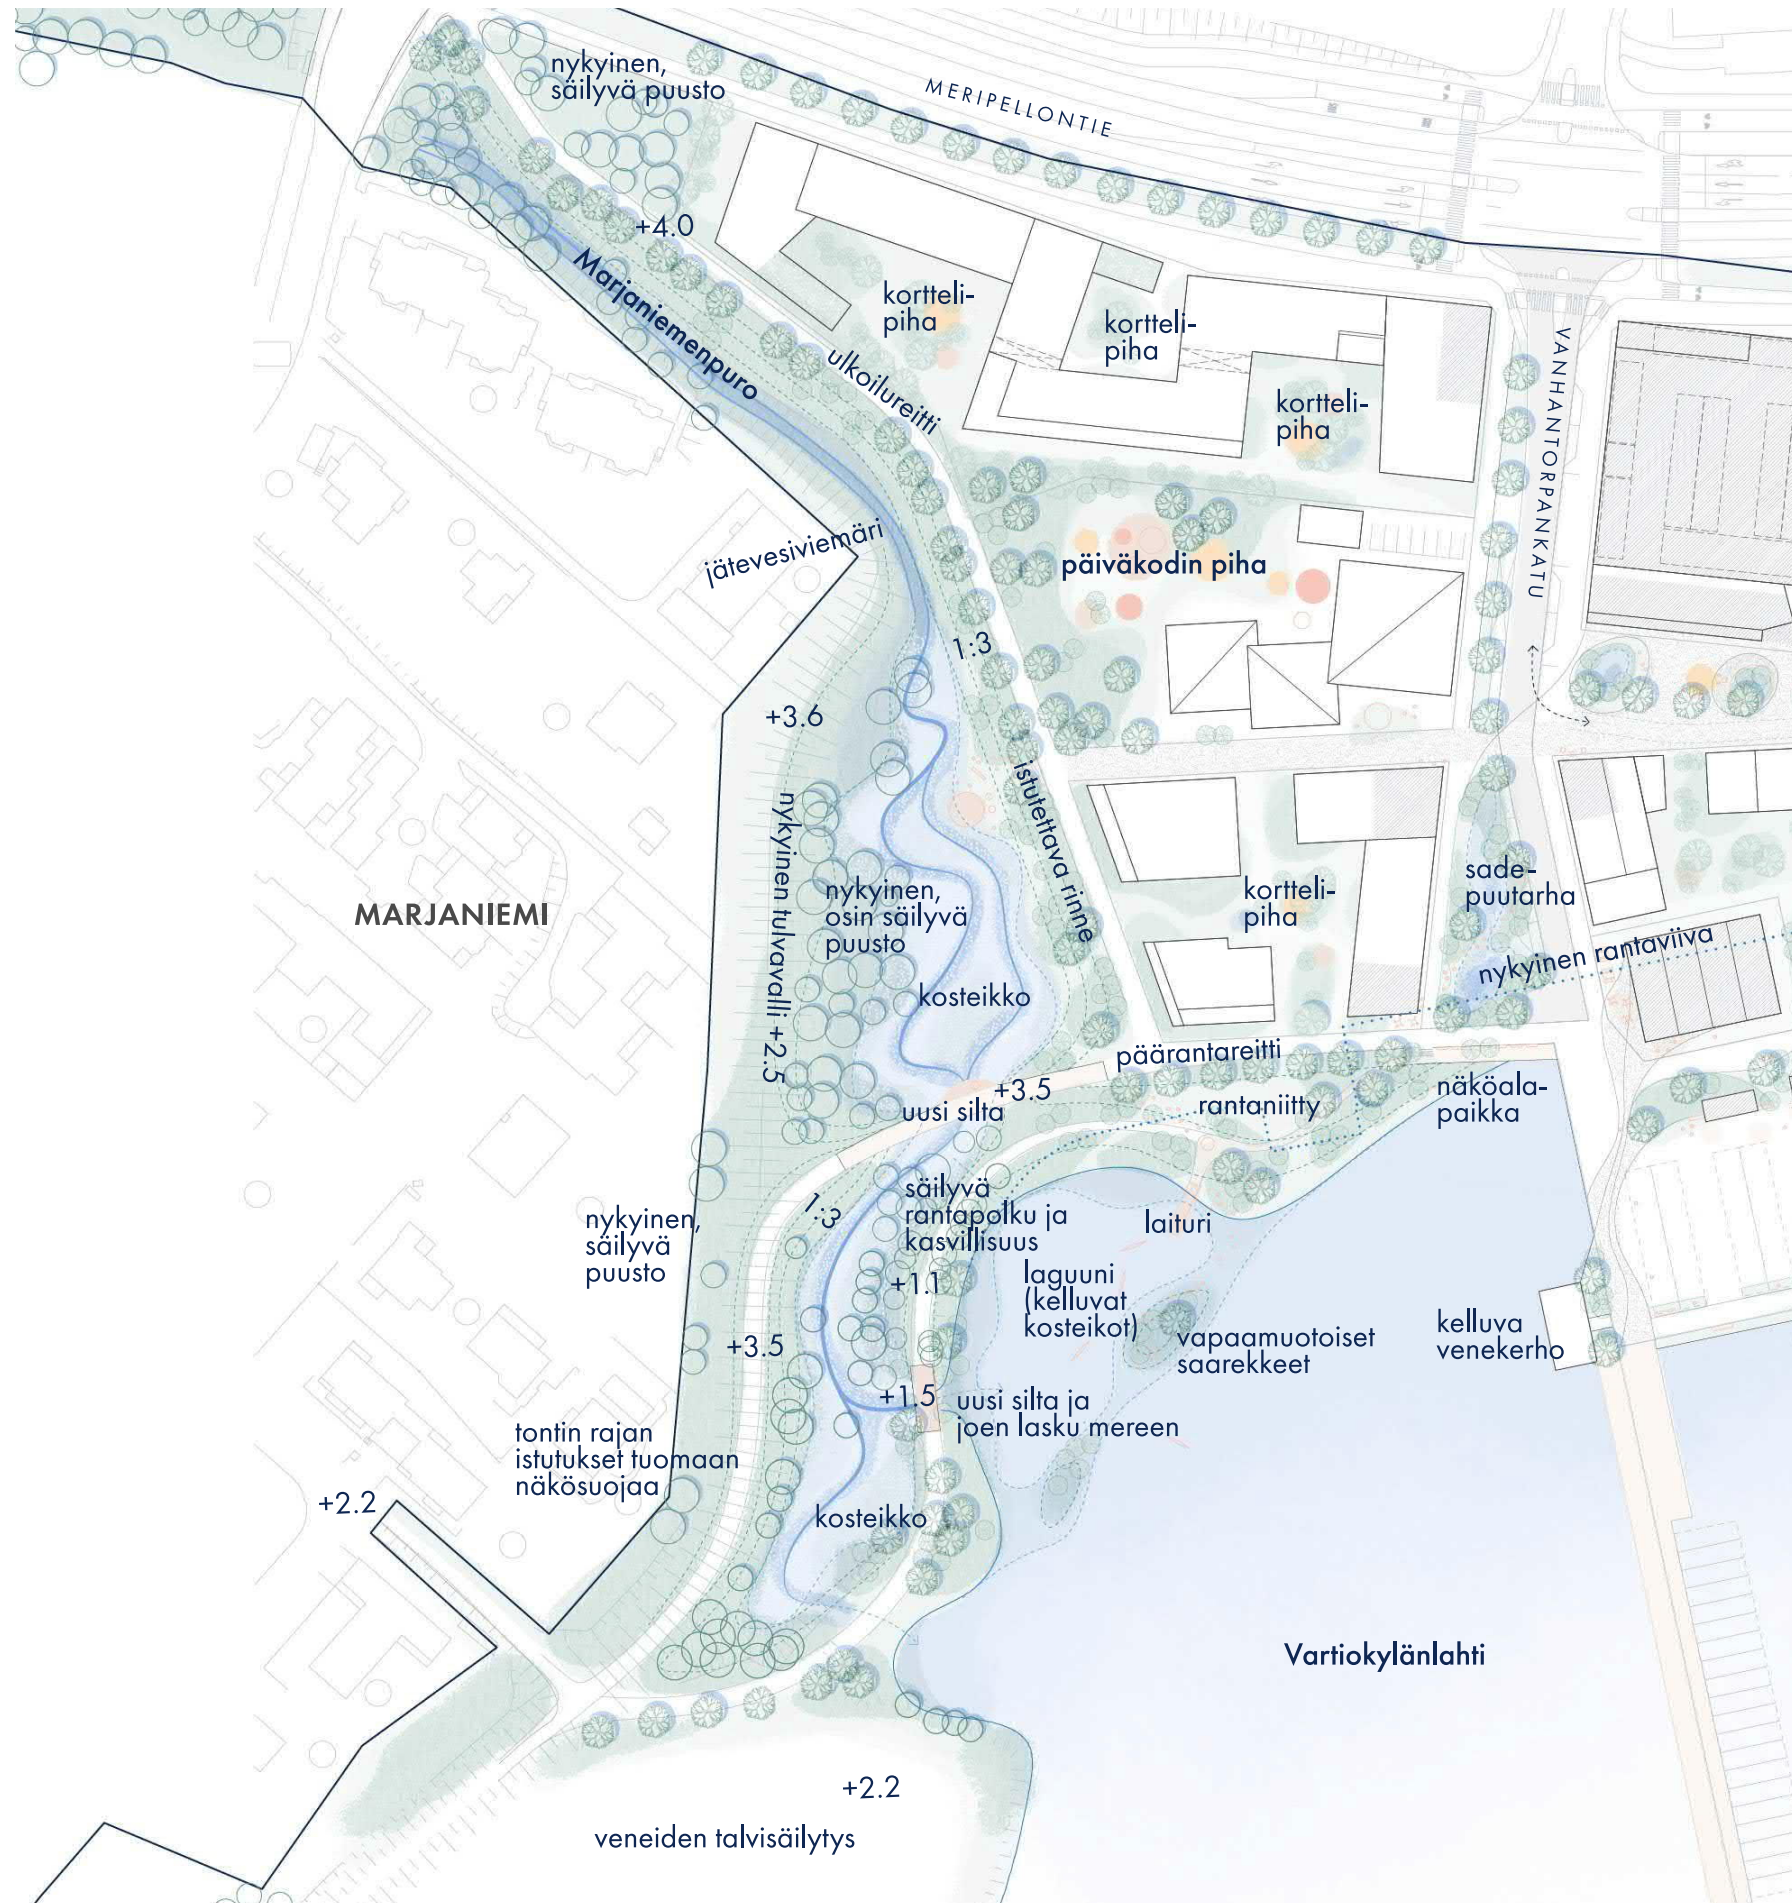 nykyinen,
säilyvä puusto
MERIPELLONTIE
+4.0
Marjaniemenpuro
kortteli-
piha
kortteli-
piha
ulkoilureitti
kortteli-
piha
VANHANTORPANKATU
jätevesiviemäri
päiväkodin piha
1:3
+3.6
istutettava rinne
nykyinen tulvavalli +2.5
nykyinen,
osin säilyvä
puusto
kortteli-
piha
sade-
puutarha
MARJANIEMI
nykyinen rantaviiva
kosteikko
päärantareitti
+3.5
uusi silta
rantaniitty
näköala-
paikka
säilyvä
rantapolku ja
kasvillisuus
1:3
laituri
nykyinen,
säilyvä
puusto
+1.1
laguuni
(kelluvat
kosteikot)
vapaamuotoiset
saarekkeet
kelluva
venekerho
+3.5
+1.5
uusi silta ja
joen lasku mereen
tontin rajan
istutukset tuomaan
näkösuojaa
+2.2
kosteikko
Vartiokylänlahti
+2.2
veneiden talvisäilytys